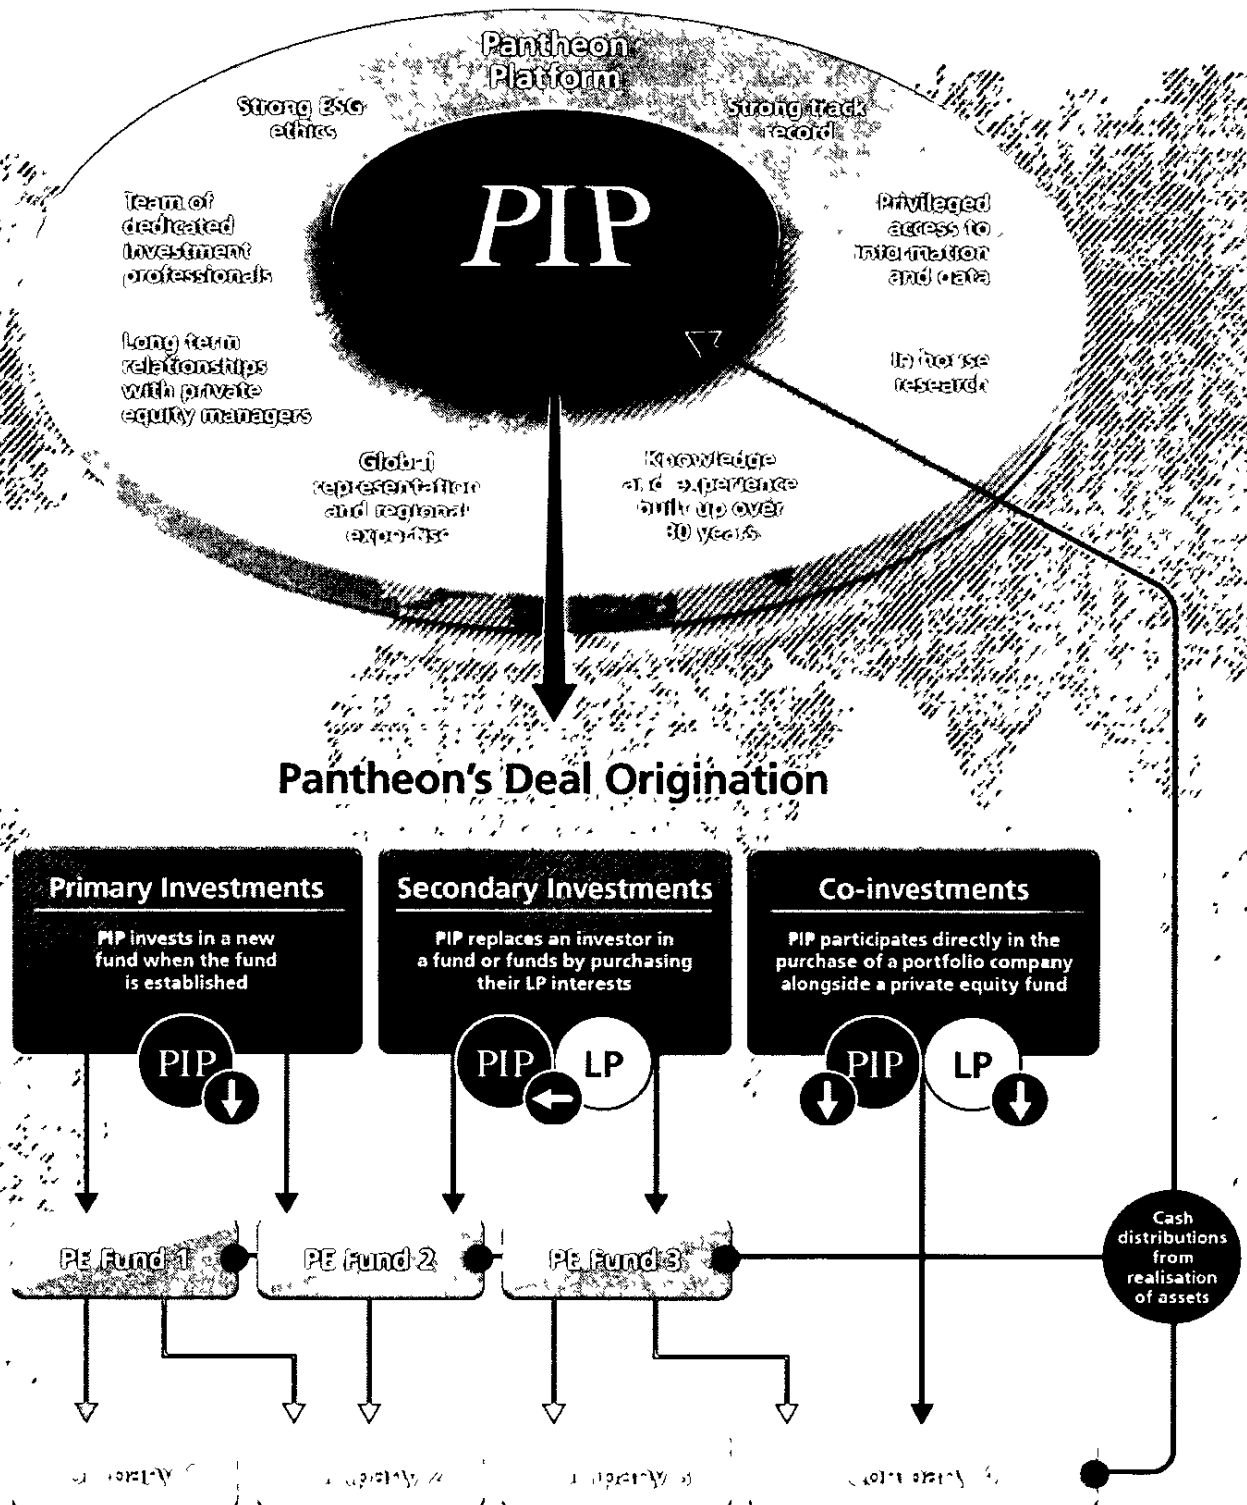 Pantheon
Platform
Strong ESG
ethics
Strong track
record
PIP
Team of
dedicated
investment
professionals
Privileged
access to
information
and data
Long term
relationships
with private
equity managers
In house
research
Global
representation
and regional
expertise
Knowledge
and experience
built up over
30 years
Pantheon's Deal Origination
Primary Investments
PIP invests in a new
fund when the fund
is established
PIP
Secondary Investments
PIP replaces an investor in
a fund or funds by purchasing
their LP interests
PIP LP
Co-investments
PIP participates directly in the
purchase of a portfolio company
alongside a private equity fund
PIP LP
PE Fund 1
PE Fund 2
PE Fund 3
Cash
distributions
from
realisation
of assets